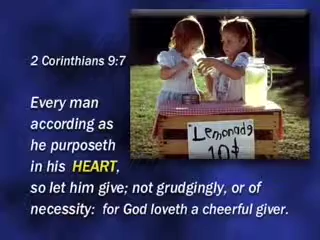 2 Corinthians 9:7
Lemonade
10¢
Every man
according as
he purposeth
in his HEART,
so let him give; not grudgingly, or of
necessity: for God loveth a cheerful giver.